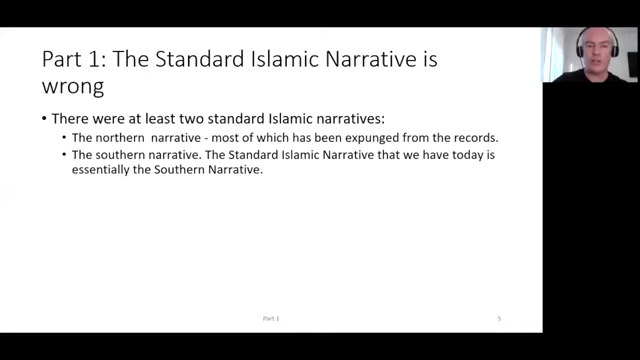 Part 1: The Standard Islamic Narrative is
wrong
• There were at least two standard Islamic narratives:
• The northern narrative - most of which has been expunged from the records.
• The southern narrative. The Standard Islamic Narrative that we have today is
essentially the Southern Narrative.
Part 1
5